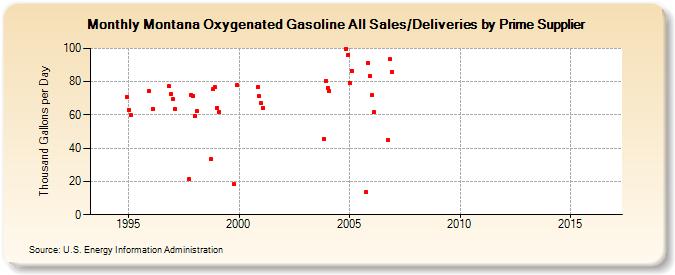 Monthly Montana Oxygenated Gasoline All Sales/Deliveries by Prime Supplier
Thousand Gallons per Day
100
80
60
40
20
0
1995 2000 2005 2010 2015
Source: U.S. Energy Information Administration